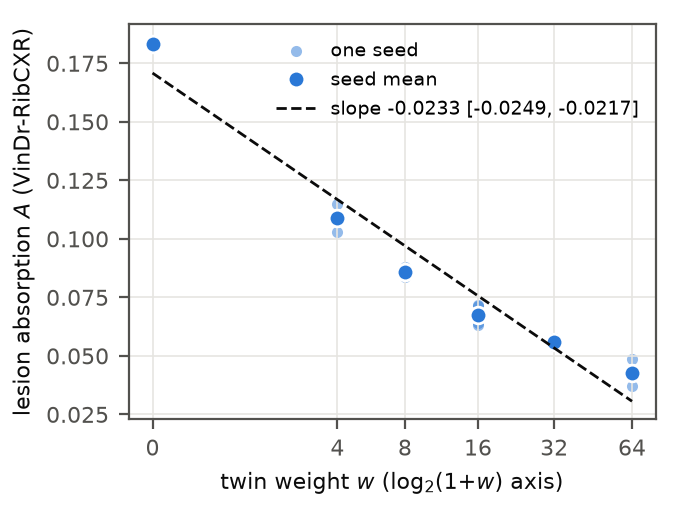 one seed
seed mean
slope -0.0233 [-0.0249, -0.0217]
lesion absorption A (VinDr-RibCXR)
0.175
0.150
0.125
0.100
0.075
0.050
0.025
0 4 8 16 32 64
twin weight w (log₂(1+w) axis)